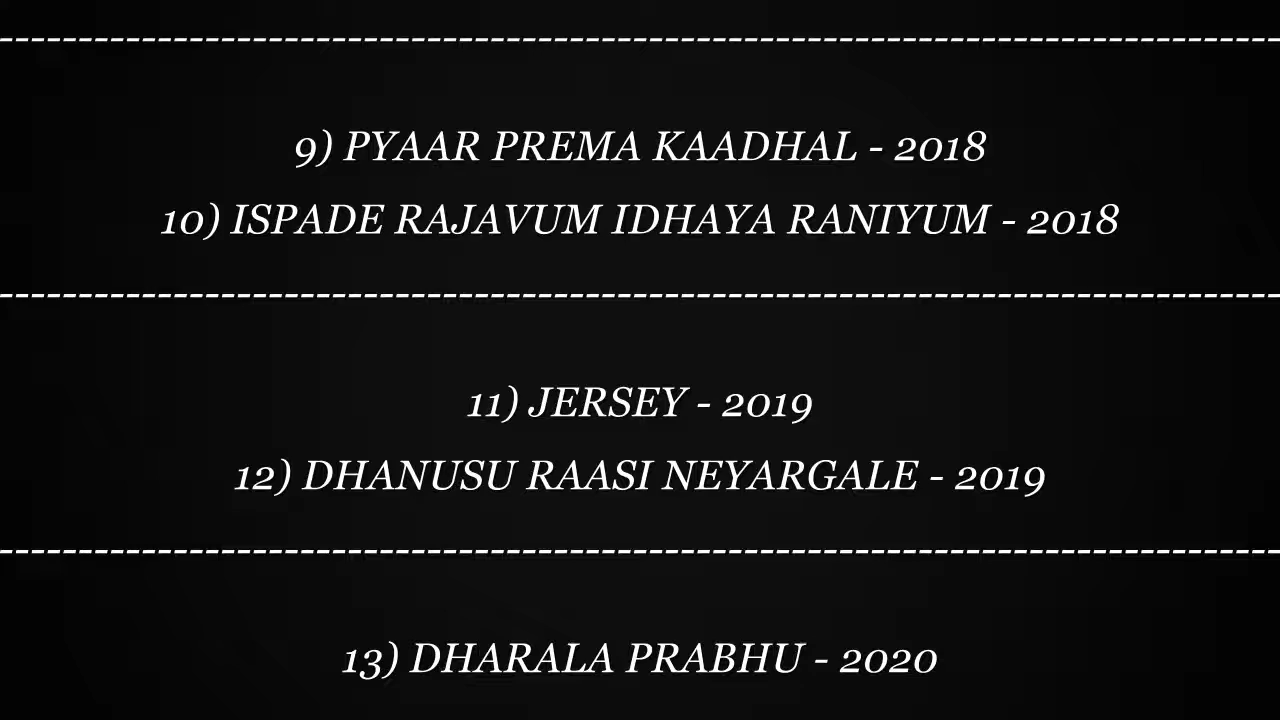 9) PYAAR PREMA KAADHAL - 2018
10) ISPADE RAJAVUM IDHAYA RANIYUM - 2018
11) JERSEY - 2019
12) DHANUSU RAASI NEYARGALE - 2019
13) DHARALA PRABHU - 2020